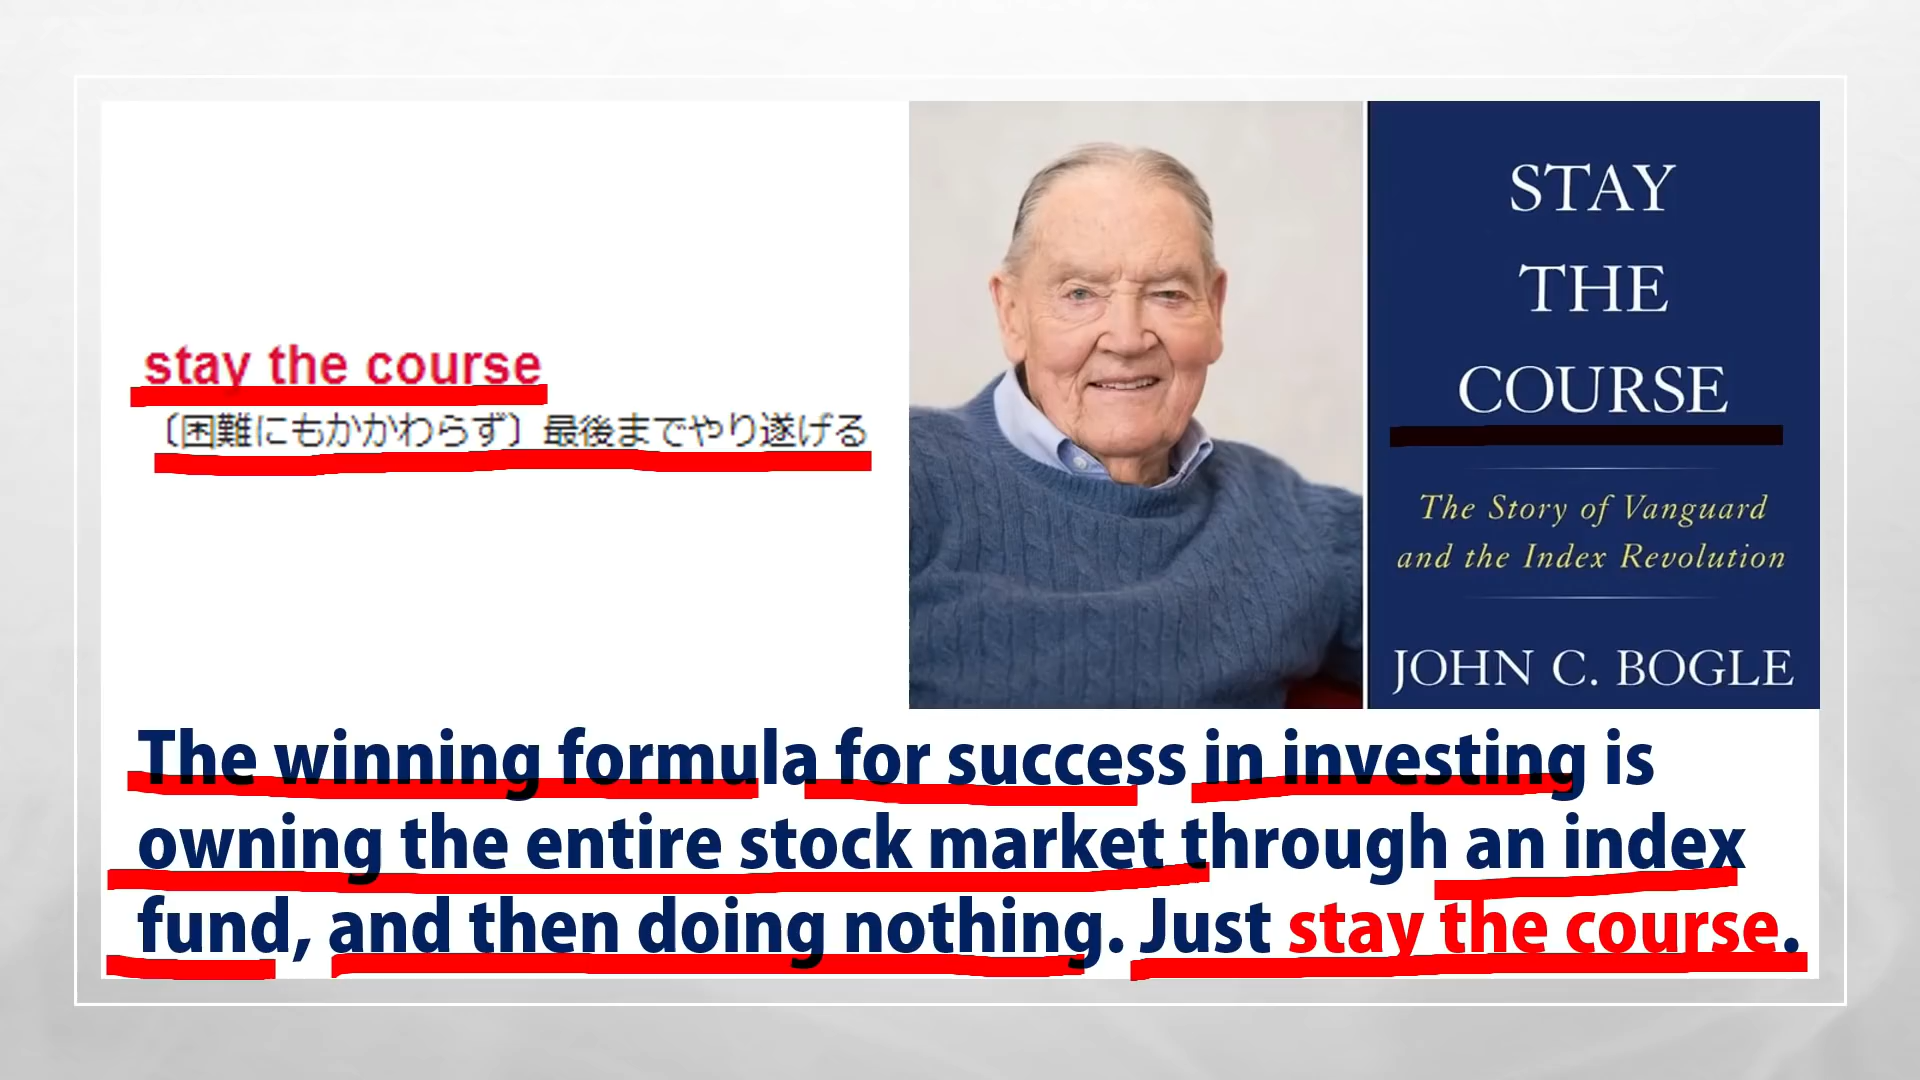 stay the course
〔困難にもかかわらず〕最後までやり遂げる
STAY
THE
COURSE
The Story of Vanguard
and the Index Revolution
JOHN C. BOGLE
The winning formula for success in investing is
owning the entire stock market through an index
fund, and then doing nothing. Just stay the course.